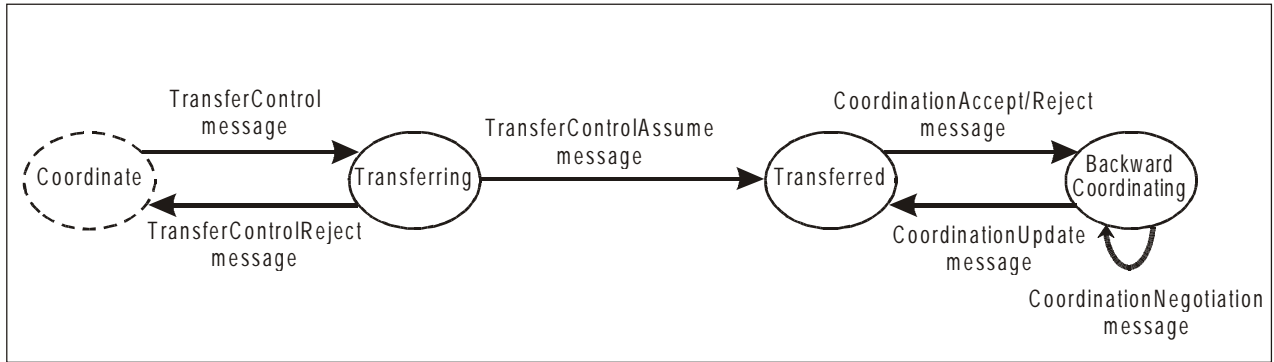 TransferControl
message
Coordinate
Transferring
TransferControlReject
message
TransferControlAssume
message
Transferred
CoordinationAccept/Reject
message
Backward
Coordinating
CoordinationUpdate
message
CoordinationNegotiation
message